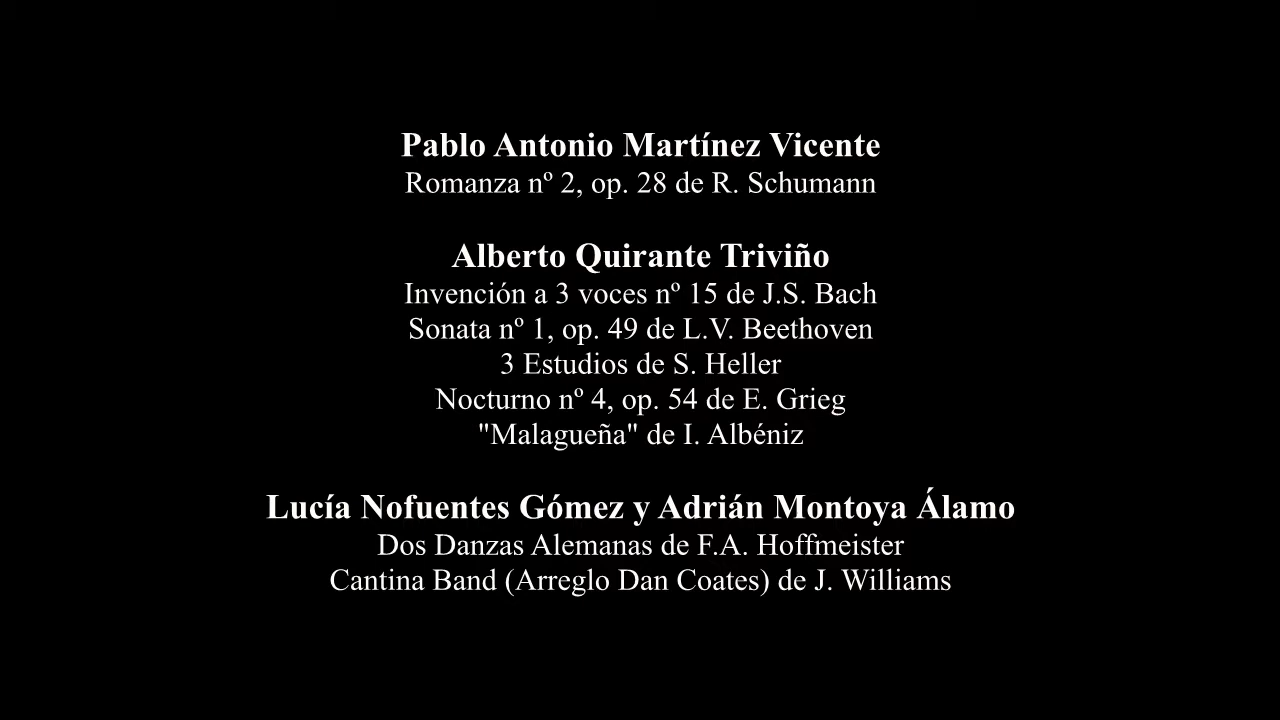 Pablo Antonio Martínez Vicente
Romanza nº 2, op. 28 de R. Schumann
Alberto Quirante Triviño
Invención a 3 voces nº 15 de J.S. Bach
Sonata nº 1, op. 49 de L.V. Beethoven
3 Estudios de S. Heller
Nocturno nº 4, op. 54 de E. Grieg
"Malagueña" de I. Albéniz
Lucía Nofuentes Gómez y Adrián Montoya Álamo
Dos Danzas Alemanas de F.A. Hoffmeister
Cantina Band (Arreglo Dan Coates) de J. Williams